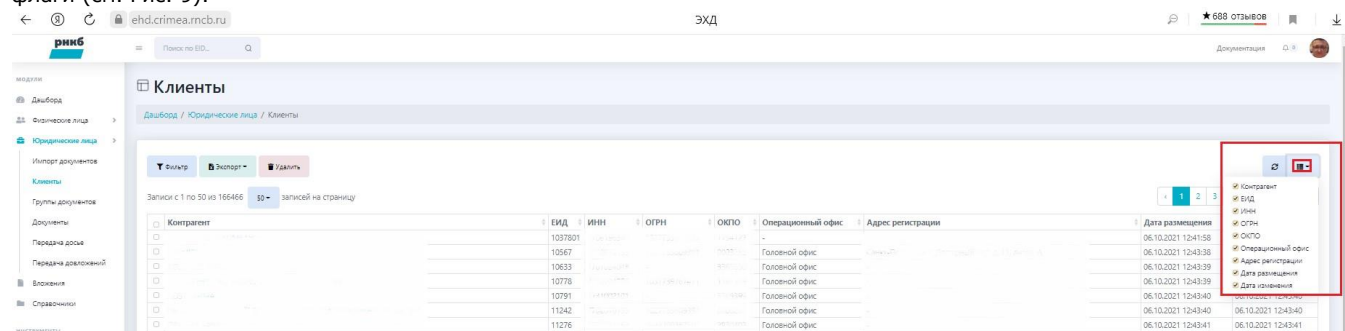 флаги (см. Рис. 9).
ehd.crimea.rncb.ru
ЭХД
★688 отзывов
рнкб
Поиск по EID...
Документация
МОДУЛИ
Дашборд
Физические лица
Юридические лица
Импорт документов
Клиенты
Группы документов
Документы
Передача досье
Передача довложений
Вложения
Справочники
Клиенты
Дашборд / Юридические лица / Клиенты
Фильтр Экспорт Удалить
Записи с 1 по 50 из 166466 50 записей на страницу
1 2 3
Контрагент ЕИД ИНН ОГРН ОКПО Операционный офис Адрес регистрации Дата размещения
1037801 - 06.10.2021 12:41:58
10567 Головной офис 06.10.2021 12:43:38
10633 Головной офис 06.10.2021 12:43:39
10778 Головной офис 06.10.2021 12:43:39
10791 Головной офис 06.10.2021 12:43:40 06.10.2021 12:43:40
11242 Головной офис 06.10.2021 12:43:40 06.10.2021 12:43:40
11276 Головной офис 06.10.2021 12:43:41 06.10.2021 12:43:41
Контрагент
ЕИД
ИНН
ОГРН
ОКПО
Операционный офис
Адрес регистрации
Дата размещения
Дата изменения